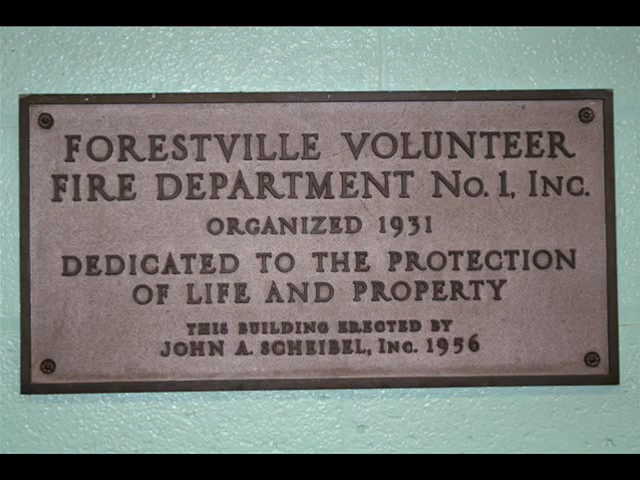 FORESTVILLE VOLUNTEER
FIRE DEPARTMENT No. 1, INC.
ORGANIZED 1931
DEDICATED TO THE PROTECTION
OF LIFE AND PROPERTY
THIS BUILDING ERECTED BY
JOHN A. SCHEIBEL, INC. 1956